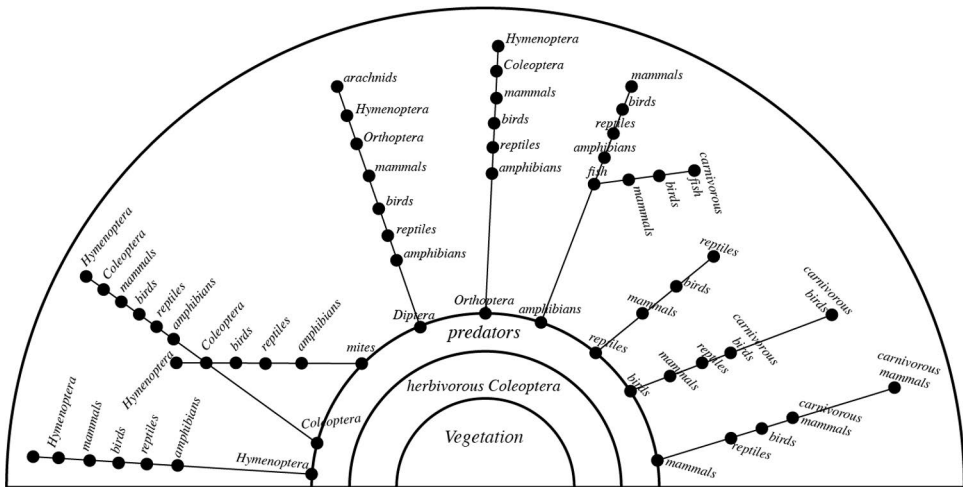 Hymenoptera
Coleoptera
mammals
birds
reptiles
amphibians
arachnids
Hymenoptera
Orthoptera
mammals
birds
reptiles
amphibians
mammals
birds
reptiles
amphibians
fish
mammals
birds
carnivorous
fish
Hymenoptera
Coleoptera
mammals
birds
reptiles
amphibians
Hymenoptera
Coleoptera
birds
reptiles
amphibians
mites
Diptera
Orthoptera
amphibians
predators
reptiles
mammals
birds
reptiles
birds
mammals
reptiles
carnivorous
birds
carnivorous
birds
herbivorous Coleoptera
Vegetation
Coleoptera
Hymenoptera
Hymenoptera
mammals
birds
reptiles
amphibians
mammals
reptiles
birds
carnivorous
mammals
carnivorous
mammals